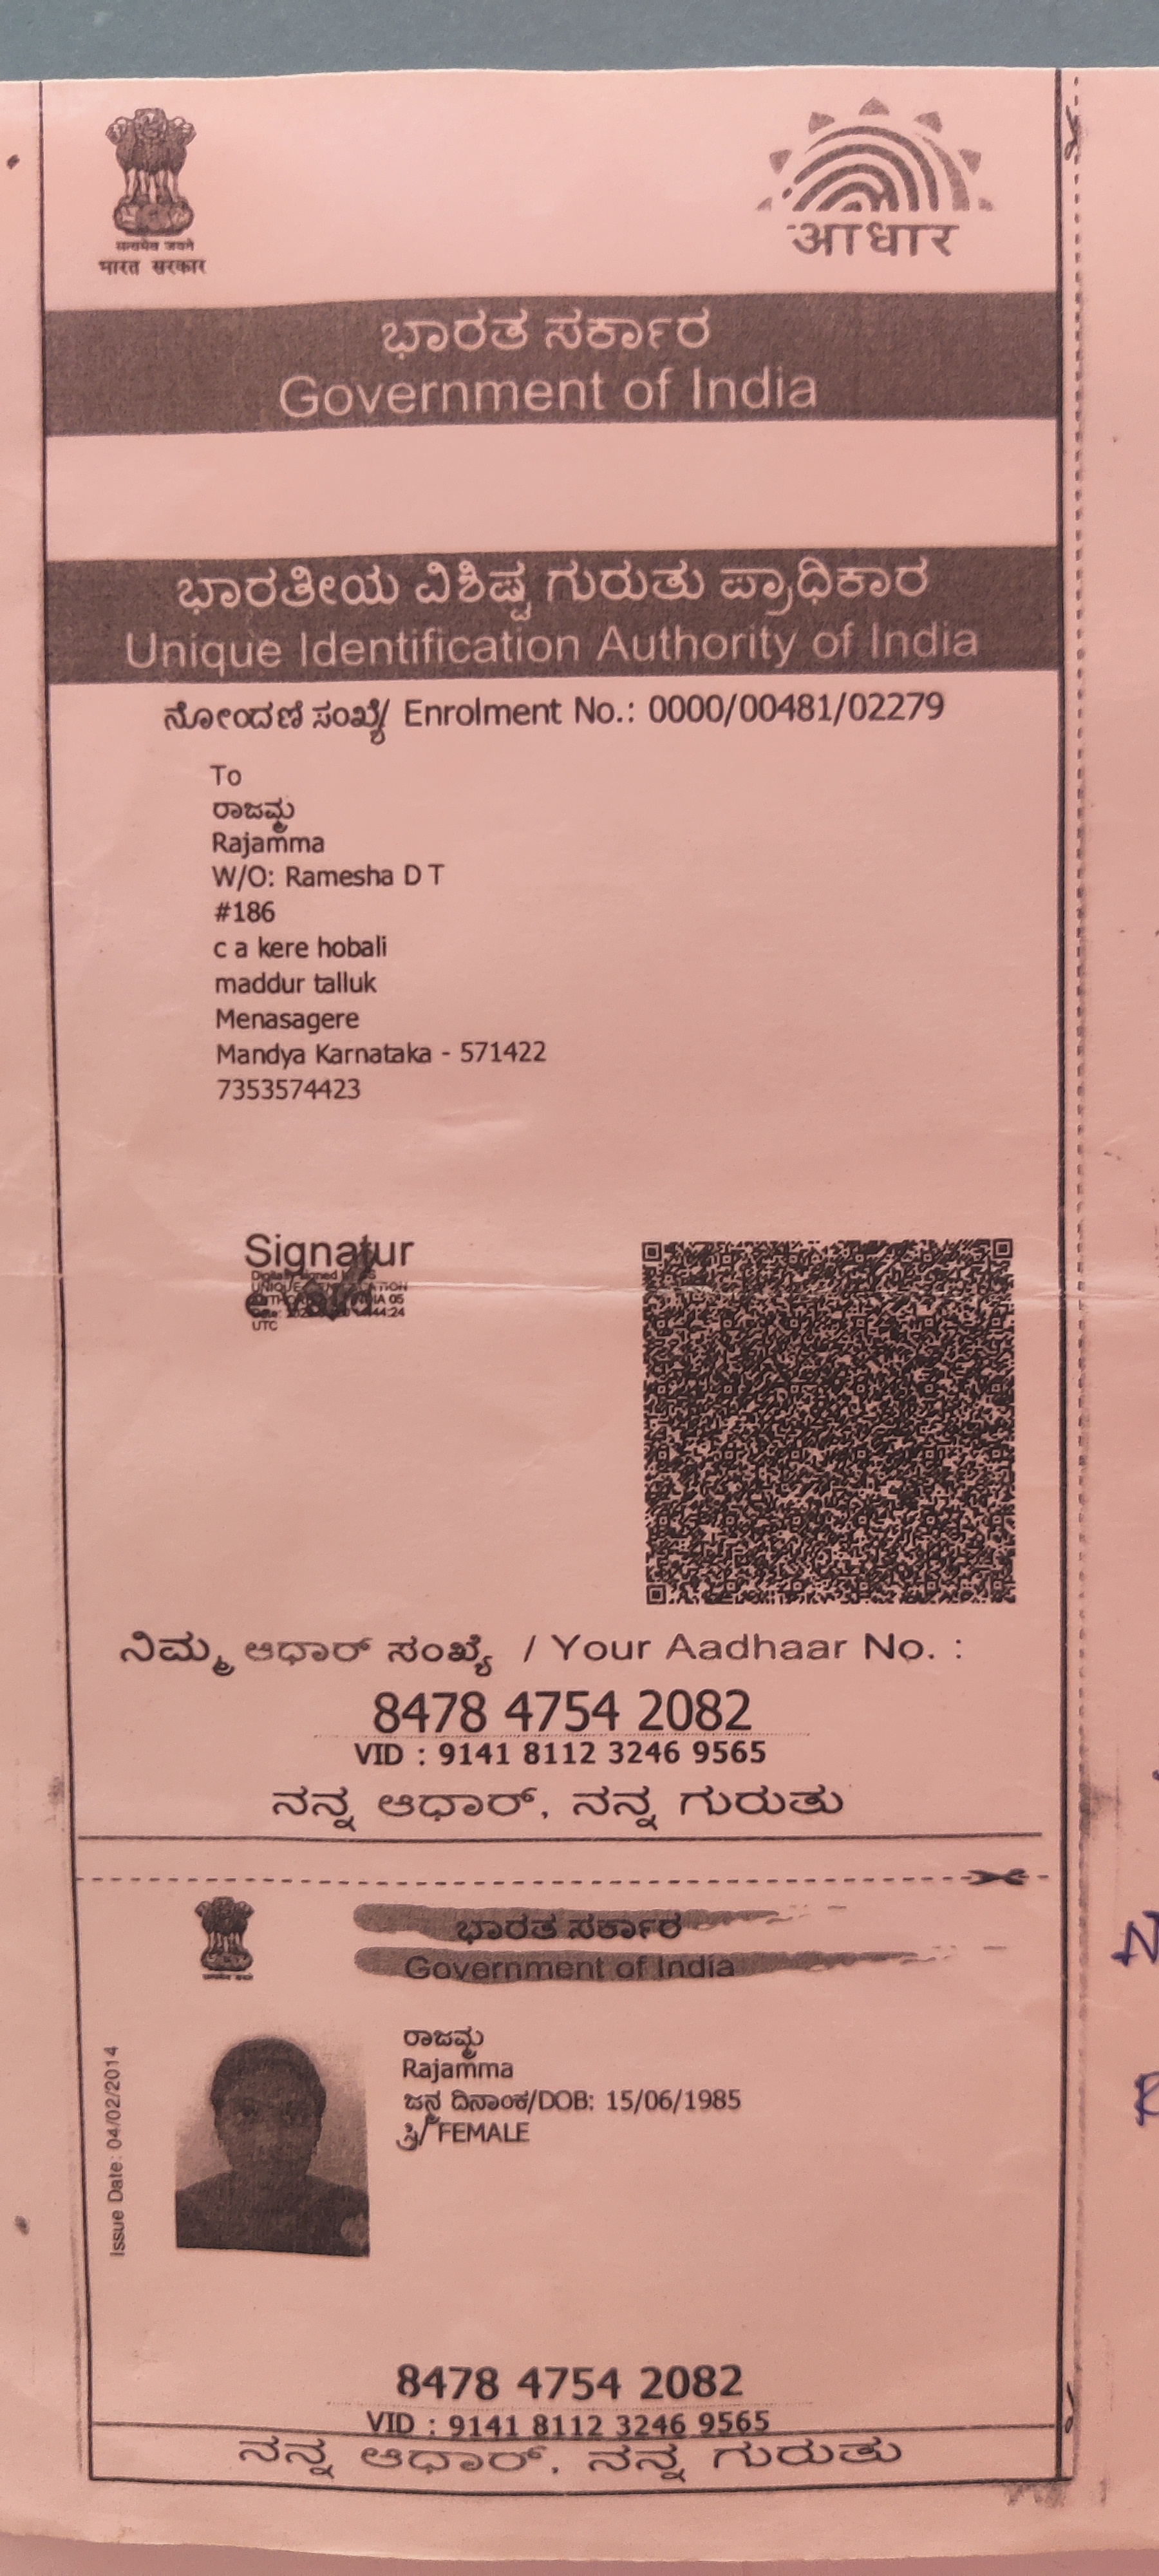 सत्यमेव जयते
भारत सरकार
आधार
ಭಾರತ ಸರ್ಕಾರ
Government of India
ಭಾರತೀಯ ವಿಶಿಷ್ಟ ಗುರುತು ಪ್ರಾಧಿಕಾರ
Unique Identification Authority of India
ನೋಂದಣಿ ಸಂಖ್ಯೆ/ Enrolment No.: 0000/00481/02279
To
ರಾಜಮ್ಮ
Rajamma
W/O: Ramesha D T
#186
c a kere hobali
maddur talluk
Menasagere
Mandya Karnataka - 571422
7353574423
Signatur
UTC
ನಿಮ್ಮ ಆಧಾರ್ ಸಂಖ್ಯೆ / Your Aadhaar No. :
8478 4754 2082
VID : 9141 8112 3246 9565
ನನ್ನ ಆಧಾರ್, ನನ್ನ ಗುರುತು
ಭಾರತ ಸರ್ಕಾರ
Government of India
Issue Date: 04/02/2014
ರಾಜಮ್ಮ
Rajamma
ಜನ್ಮ ದಿನಾಂಕ/DOB: 15/06/1985
ಸ್ತ್ರೀ/ FEMALE
8478 4754 2082
VID : 9141 8112 3246 9565
ನನ್ನ ಆಧಾರ್, ನನ್ನ ಗುರುತು